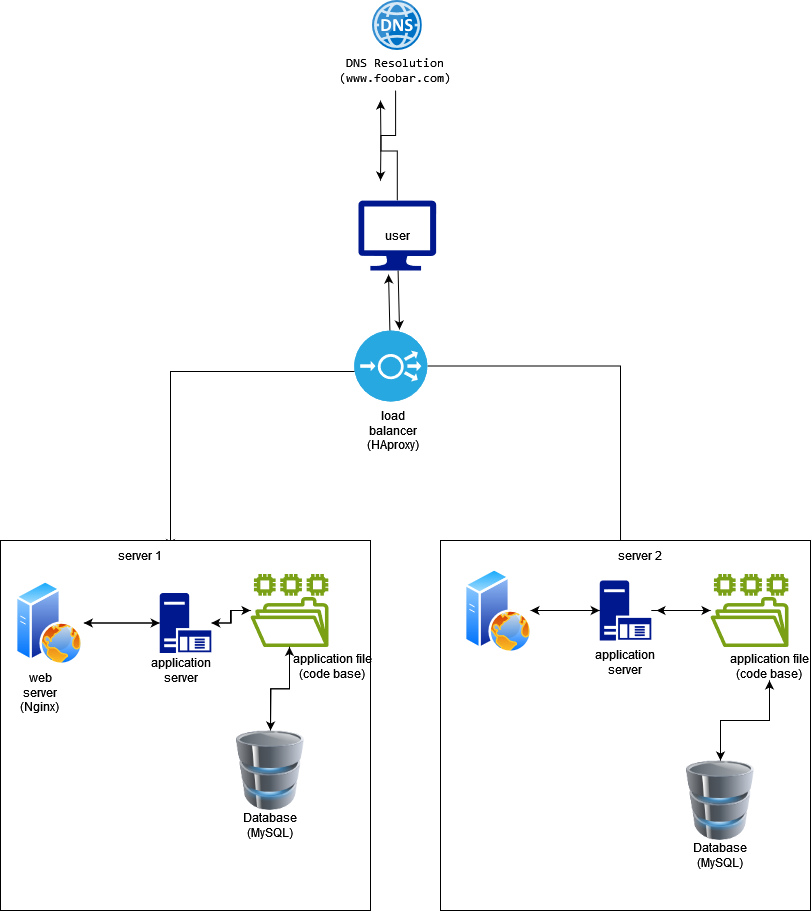 DNS
DNS Resolution
(www.foobar.com)
user
load
balancer
(HAproxy)
server 1
server 2
application file
(code base)
application
server
web
server
(Nginx)
Database
(MySQL)
application
server
application file
(code base)
Database
(MySQL)